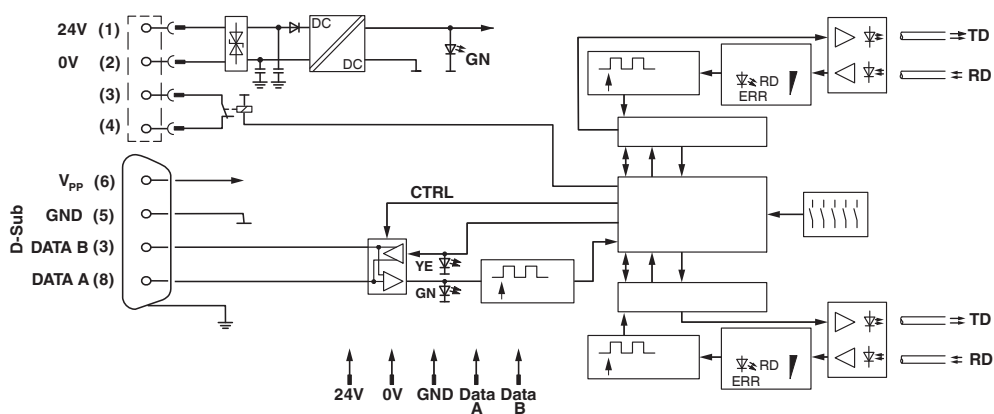 24V (1)
0V (2)
(3)
(4)
DC
DC
GN
TD
RD
RD
ERR
D-Sub
VPP (6)
GND (5)
DATA B (3)
DATA A (8)
CTRL
YE
GN
TD
RD
RD
ERR
24V 0V GND Data A Data B